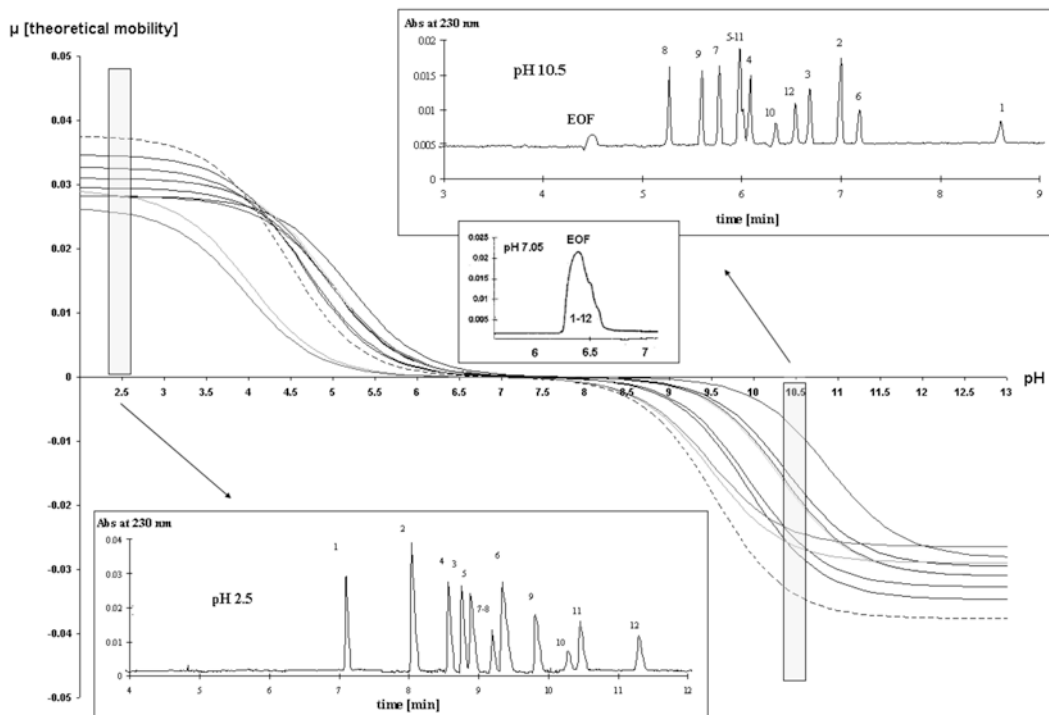 μ [theoretical mobility]
0.05
0.04
0.03
0.02
0.01
0
-0.01
-0.02
-0.03
-0.04
-0.05
2.5 3 3.5 4 4.5 5 5.5 6 6.5 7 7.5 8 8.5 9 9.5 10 10.5 11 11.5 12 12.5 13
pH
Abs at 230 nm
0.02
0.015
0.01
0.005
0
pH 10.5
EOF
8 9 7 5-11 4 10 12 3 2 6 1
3 4 5 6 7 8 9
time [min]
0.025
0.02
0.015
0.01
0.005
pH 7.05
EOF
1-12
6 6.5 7
Abs at 230 nm
0.04
0.03
0.02
0.01
0
pH 2.5
1 2 4 3 5 7-8 6 9 10 11 12
4 5 6 7 8 9 10 11 12
time [min]